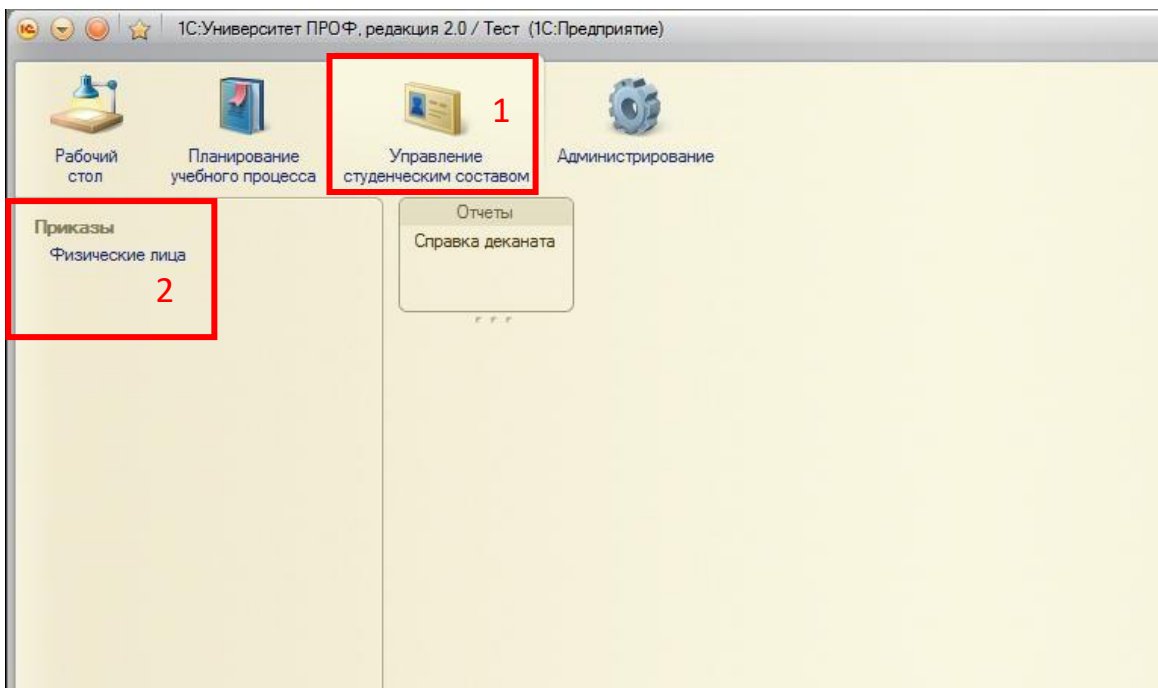 1С:Университет ПРОФ, редакция 2.0 / Тест (1С:Предприятие)
1
Рабочий
стол
Планирование
учебного процесса
Управление
студенческим составом
Администрирование
Приказы
Физические лица
2
Отчеты
Справка деканата